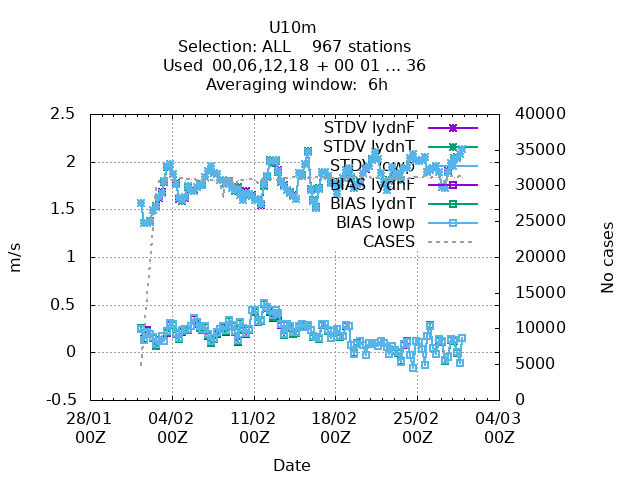 U10m
Selection: ALL    967 stations
Used  00,06,12,18 + 00 01 ... 36
Averaging window:  6h
2.5
2
1.5
1
0.5
0
-0.5
m/s
40000
35000
30000
25000
20000
15000
10000
5000
0
No cases
STDV lydnF
STDV lydnT
STDV lowp
BIAS lydnF
BIAS lydnT
BIAS lowp
CASES
28/01 04/02 11/02 18/02 25/02 04/03
00Z 00Z 00Z 00Z 00Z 00Z
Date